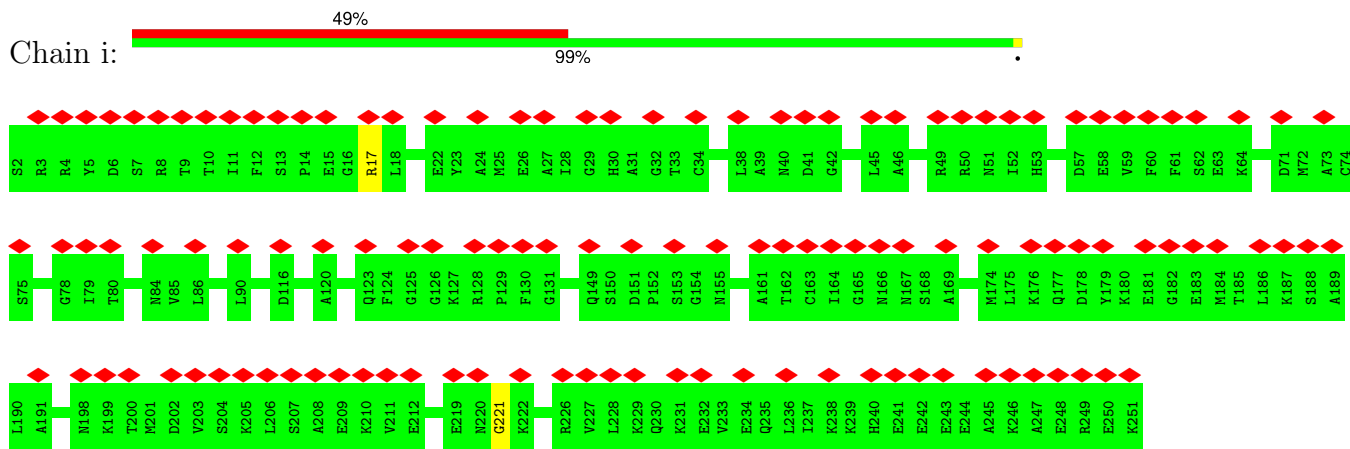 49%
Chain i:
99%
.
S2 R3 R4 Y5 D6 S7 R8 T9 T10 I11 F12 S13 P14 E15 G16 R17 L18 E22 Y23 A24 M25 E26 A27 I28 G29 H30 A31 G32 T33 C34 L38 A39 N40 D41 G42 L45 A46 R49 R50 N51 I52 H53 D57 E58 V59 F60 F61 S62 E63 K64 D71 M72 A73 C74
S75 G78 I79 T80 N84 V85 L86 L90 D116 A120 Q123 F124 G125 G126 K127 R128 P129 F130 G131 Q149 S150 D151 P152 S153 G154 N155 A161 T162 C163 I164 G165 N166 N167 S168 A169 M174 L175 K176 Q177 D178 Y179 K180 E181 G182 E183 M184 T185 L186 K187 S188 A189
L190 A191 N198 K199 T200 M201 D202 V203 S204 K205 L206 S207 A208 E209 K210 V211 E212 E219 N220 G221 K222 R226 V227 L228 K229 Q230 K231 E232 V233 E234 Q235 L236 I237 K238 K239 H240 E241 E242 E243 E244 A245 K246 A247 E248 R249 E250 K251